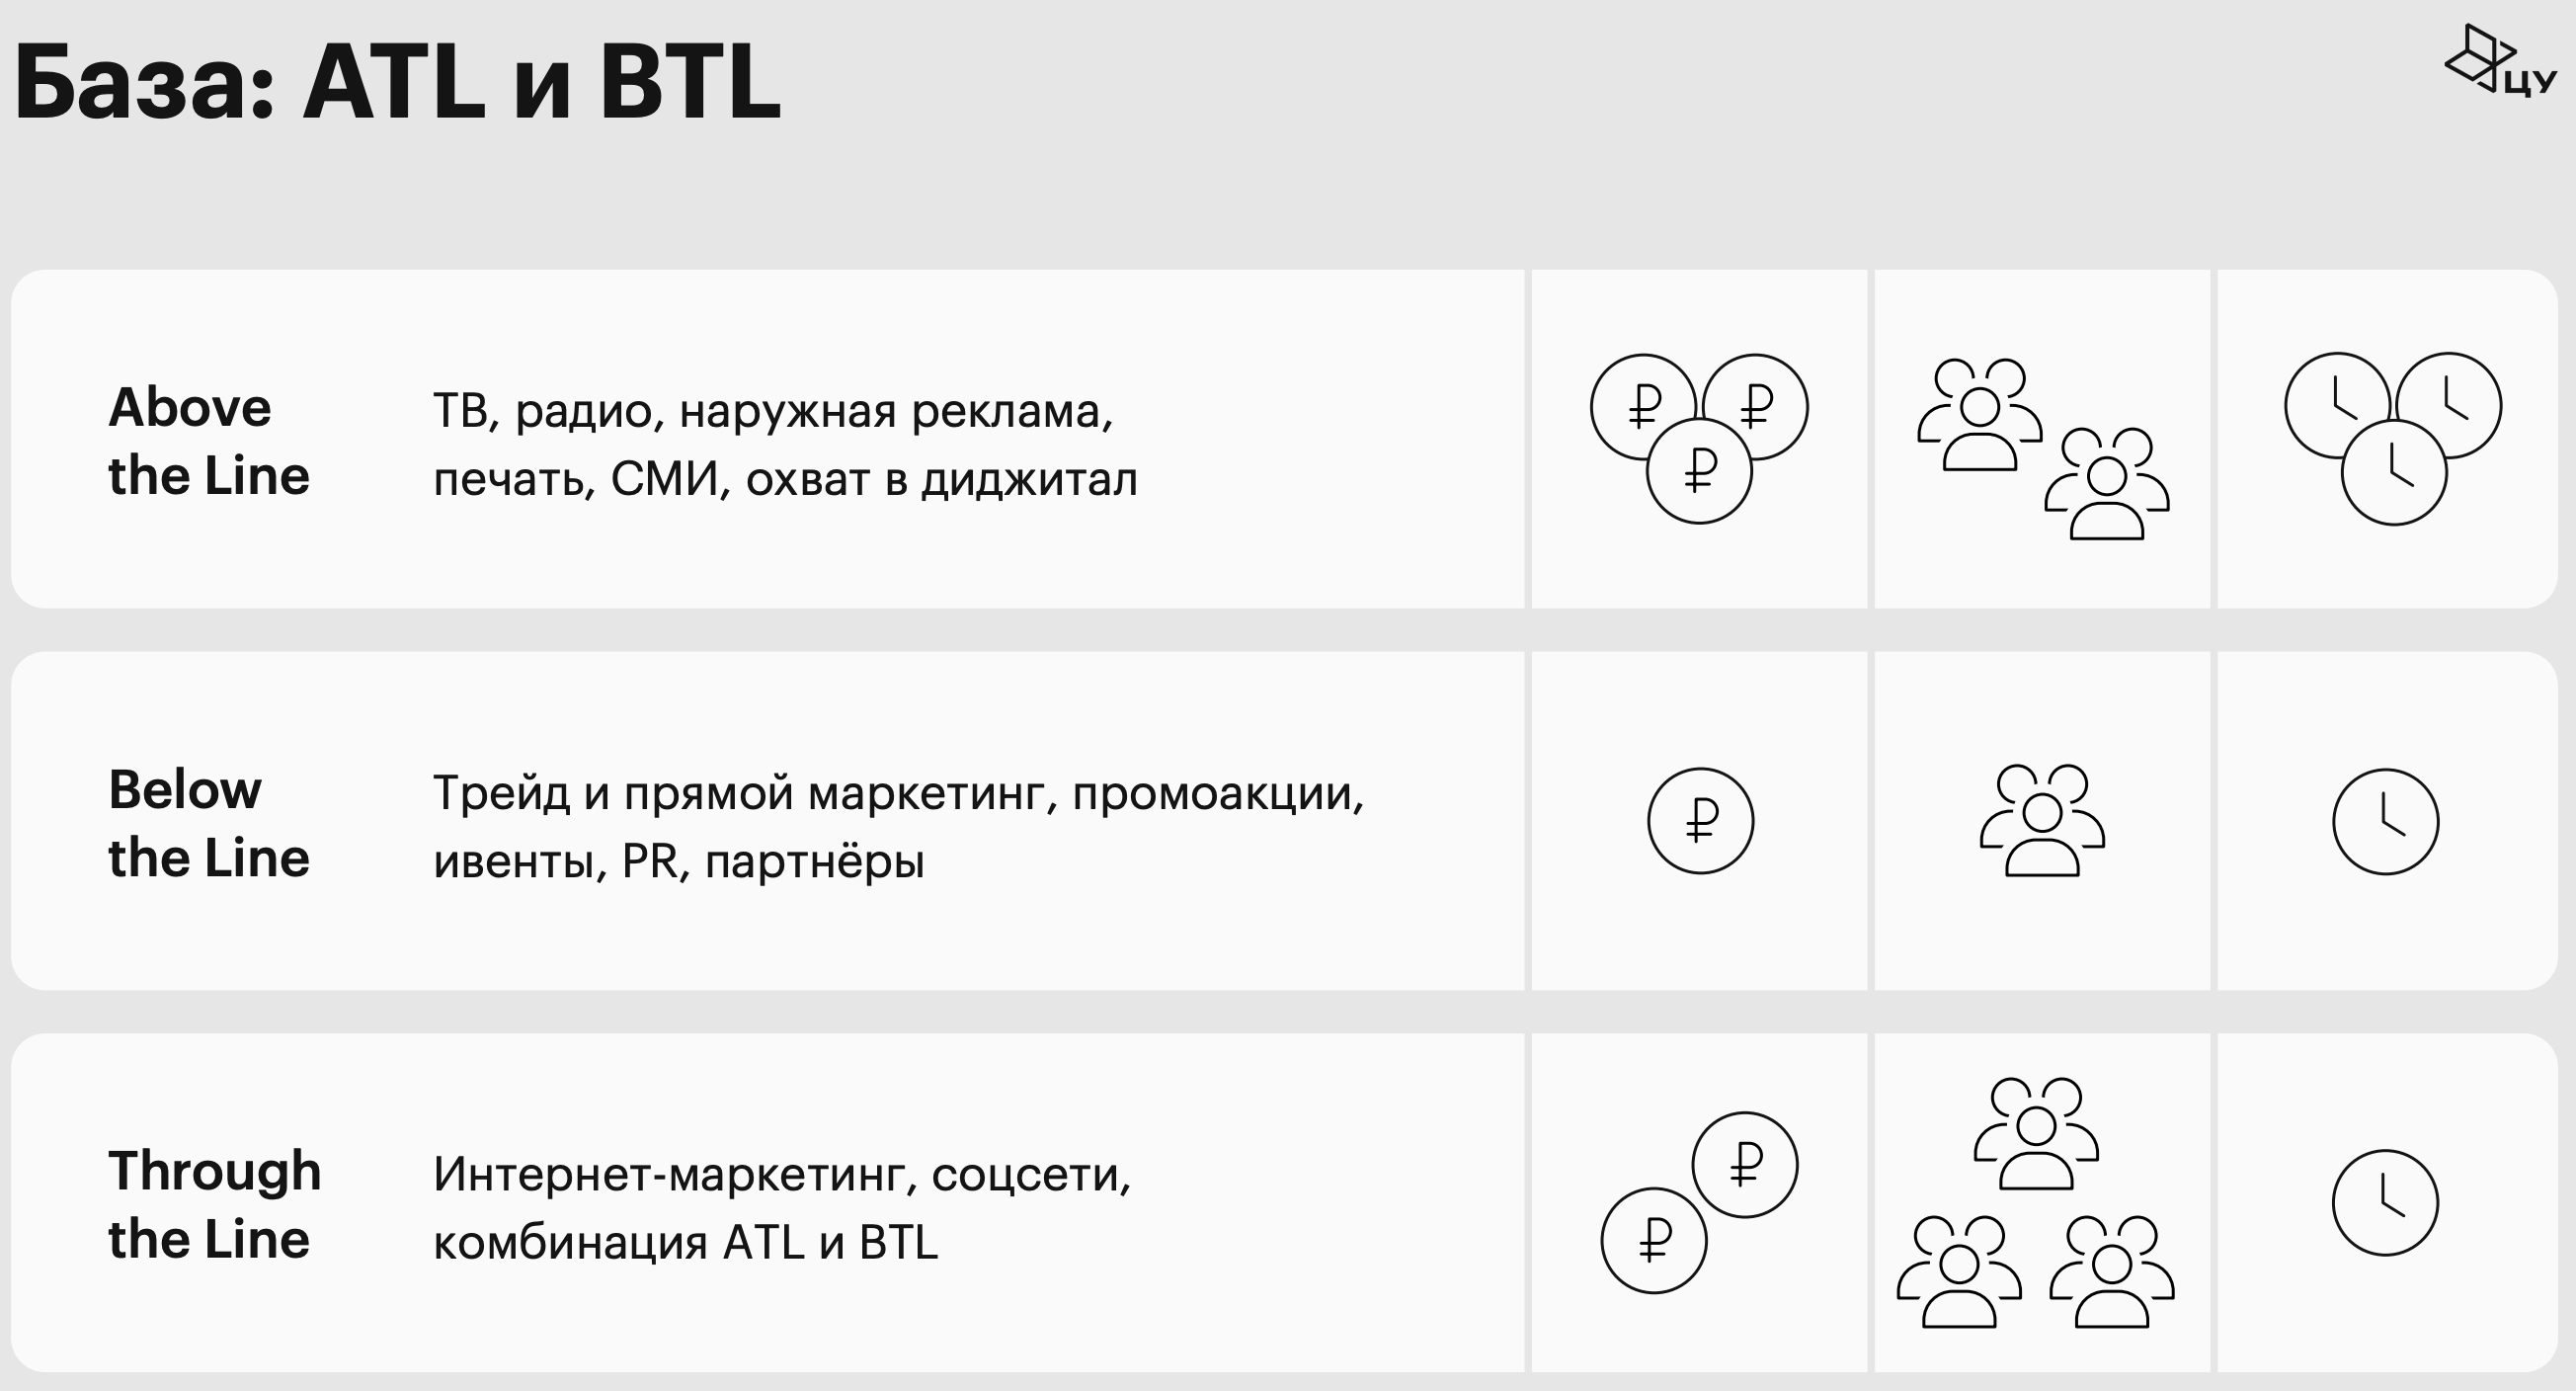 База: ATL и BTL
ЦУ
Above
the Line
ТВ, радио, наружная реклама,
печать, СМИ, охват в диджитал
₽ ₽
₽
Below
the Line
Трейд и прямой маркетинг, промоакции,
ивенты, PR, партнёры
₽
Through
the Line
Интернет-маркетинг, соцсети,
комбинация ATL и BTL
₽
₽